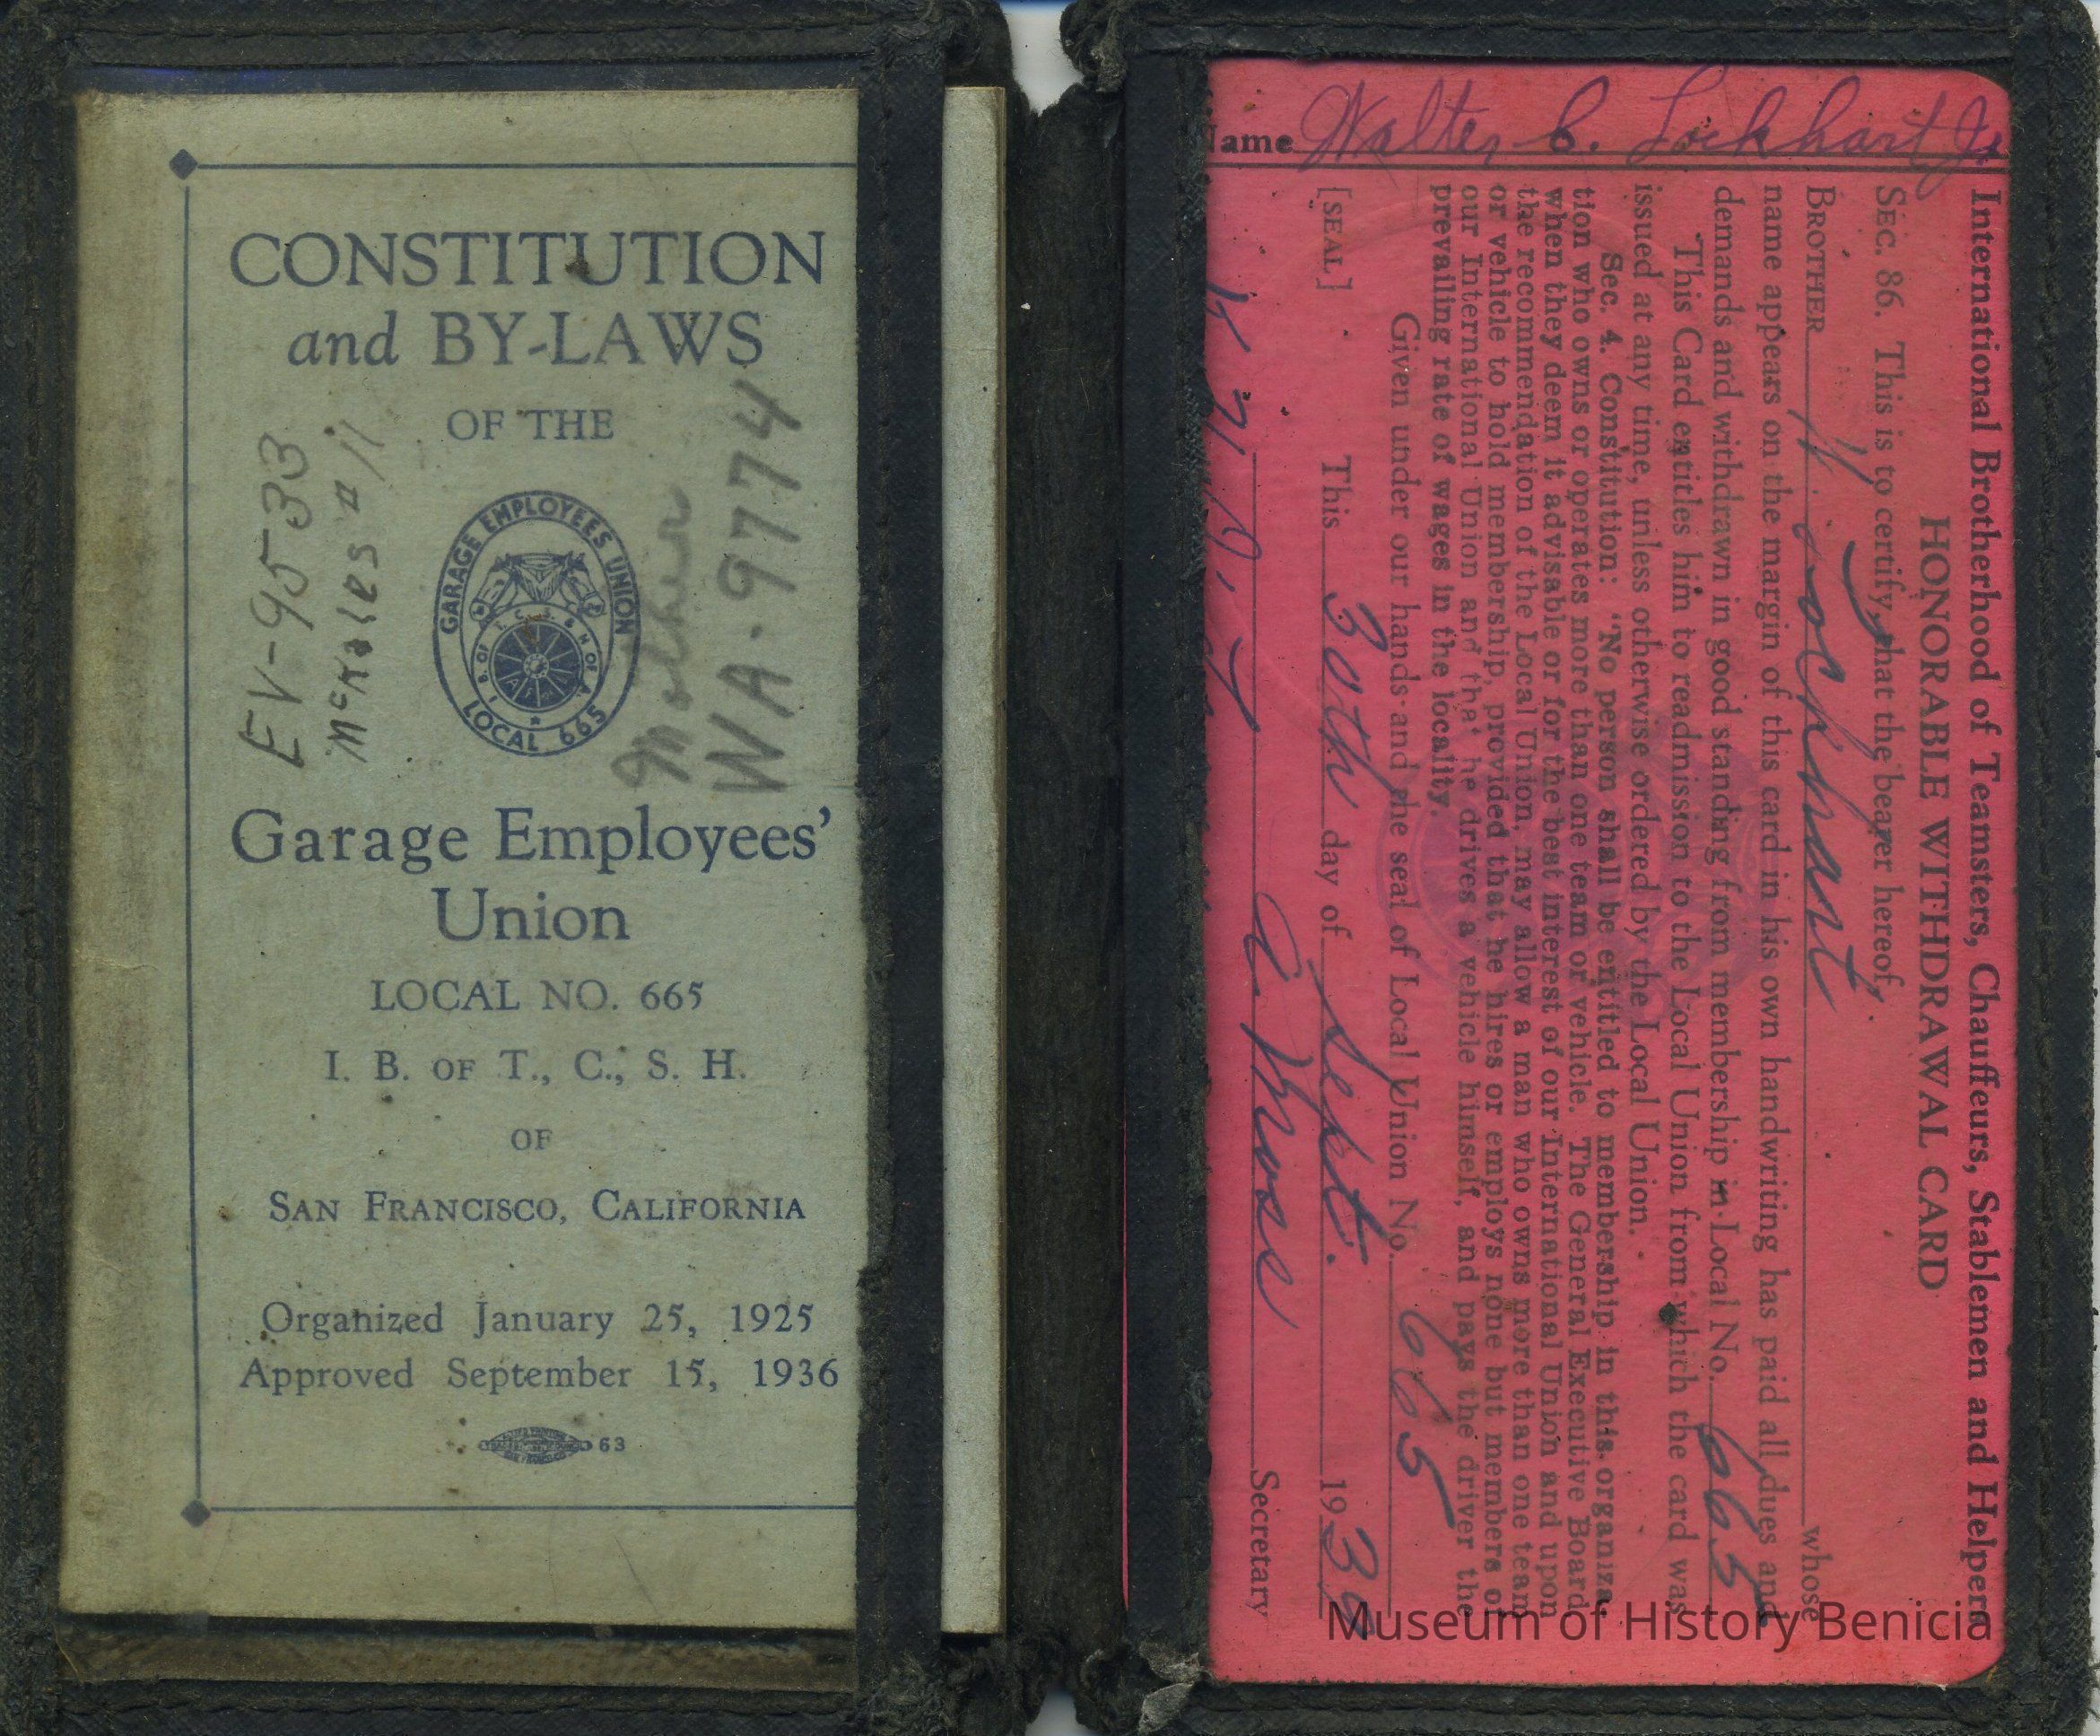 CONSTITUTION
and BY-LAWS
OF THE
GARAGE EMPLOYEES UNION
I. B. OF T. C. S. & H. OF A.
LOCAL 665
Garage Employees'
Union
LOCAL NO. 665
I. B. OF T., C., S. H.
OF
SAN FRANCISCO, CALIFORNIA
Organized January 25, 1925
Approved September 15, 1936
63
EV-9533
Mother
WA-9774
Name Walter C. Lockhart Jr
International Brotherhood of Teamsters, Chauffeurs, Stablemen and Helpers
HONORABLE WITHDRAWAL CARD
SEC. 86. This is to certify that the bearer hereof,
BROTHER Lockhart whose
name appears on the margin of this card in his own handwriting has paid all dues and
demands and withdrawn in good standing from membership in Local No. 665
This Card entitles him to readmission to the Local Union from which the card was
issued at any time, unless otherwise ordered by the Local Union.
Sec. 4. Constitution: "No person shall be entitled to membership in this organiza-
tion who owns or operates more than one team or vehicle. The General Executive Board
when they deem it advisable or for the best interest of our International Union and upon
the recommendation of the Local Union, may allow a man who owns more than one team
or vehicle to hold membership, provided that he hires or employs none but members of
our International Union and that he drives a vehicle himself, and pays the driver the
prevailing rate of wages in the locality.
Given under our hands and the seal of Local Union No. 665
[SEAL] This 30th day of Sept. 1939
Secretary
Museum of History Benicia